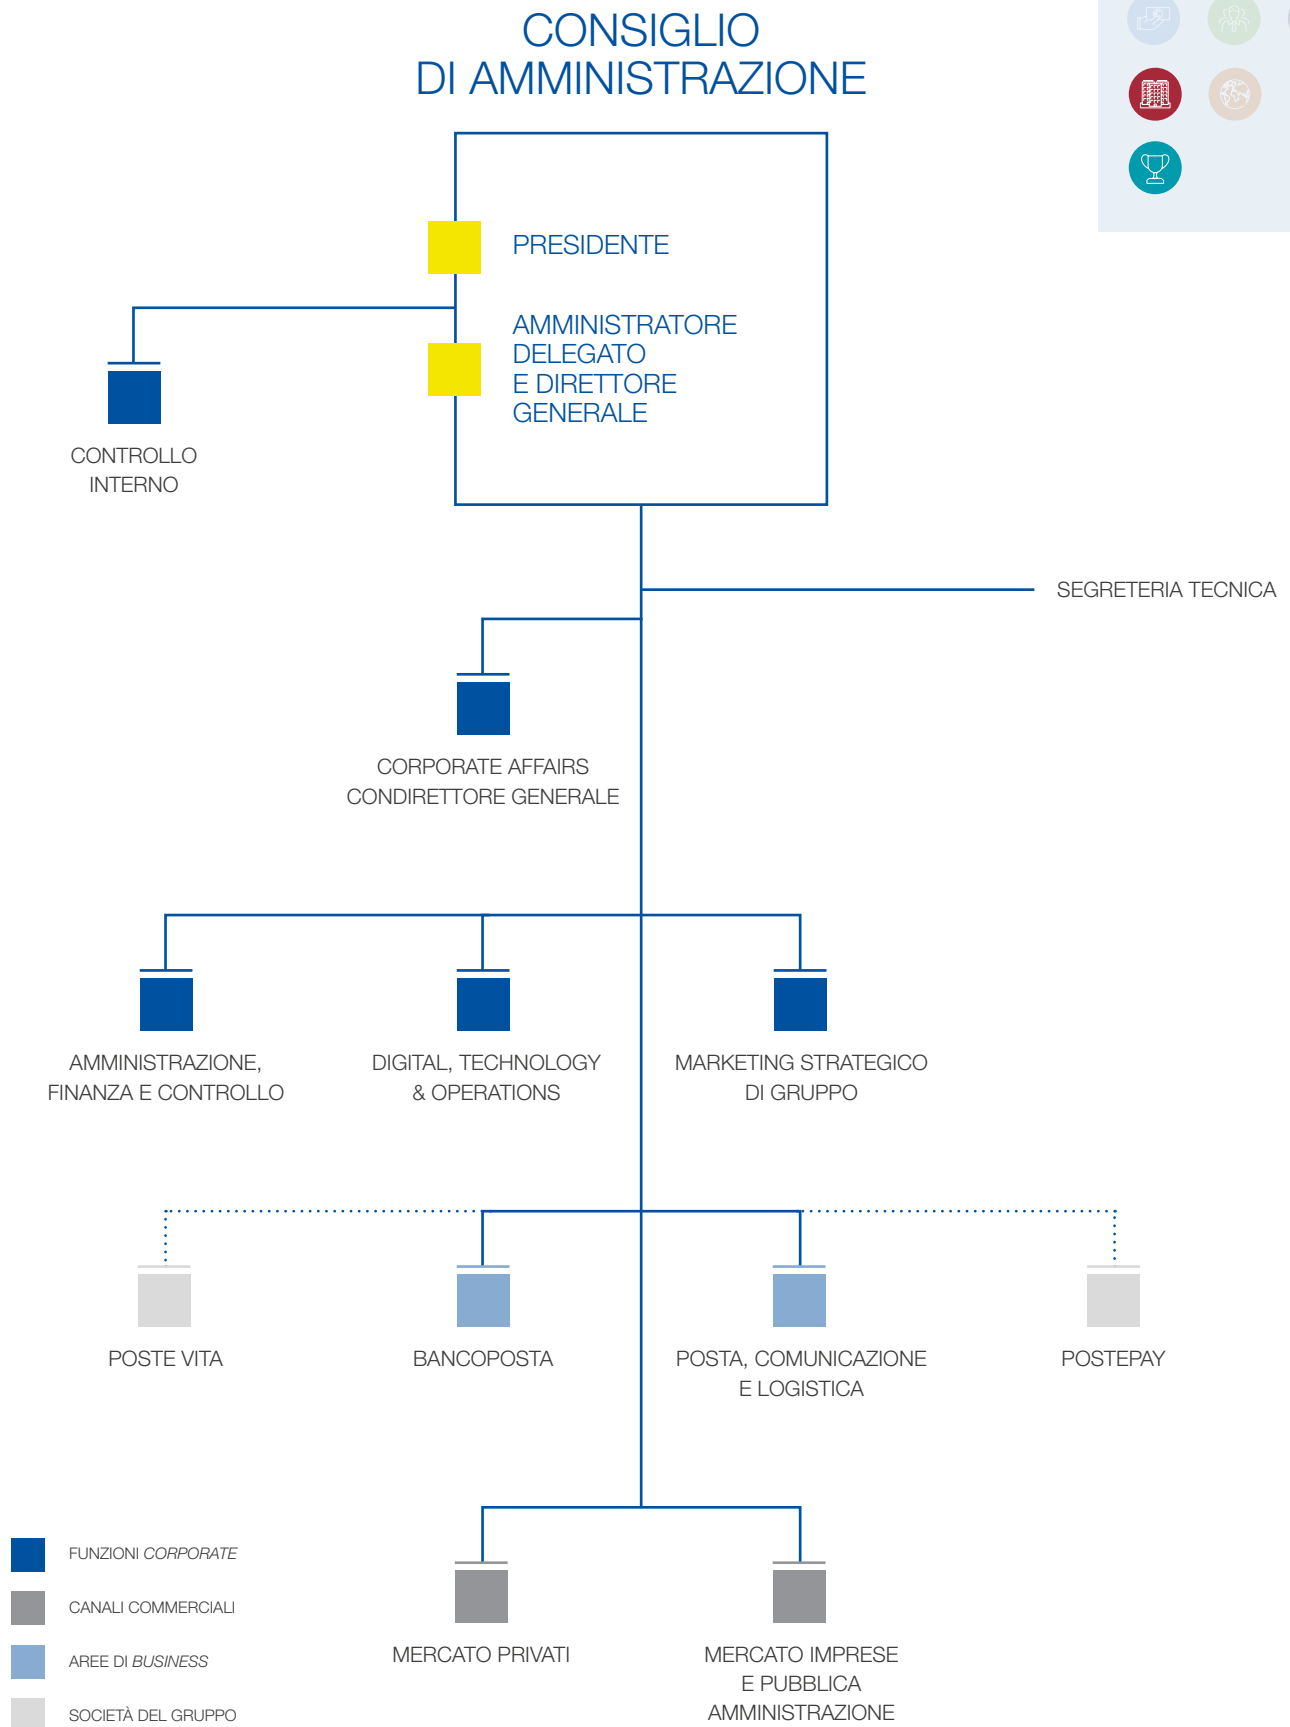 CONSIGLIO
DI AMMINISTRAZIONE
PRESIDENTE
AMMINISTRATORE
DELEGATO
E DIRETTORE
GENERALE
CONTROLLO
INTERNO
SEGRETERIA TECNICA
CORPORATE AFFAIRS
CONDIRETTORE GENERALE
AMMINISTRAZIONE,
FINANZA E CONTROLLO
DIGITAL, TECHNOLOGY
& OPERATIONS
MARKETING STRATEGICO
DI GRUPPO
POSTE VITA
BANCOPOSTA
POSTA, COMUNICAZIONE
E LOGISTICA
POSTEPAY
MERCATO PRIVATI
MERCATO IMPRESE
E PUBBLICA
AMMINISTRAZIONE
FUNZIONI CORPORATE
CANALI COMMERCIALI
AREE DI BUSINESS
SOCIETÀ DEL GRUPPO